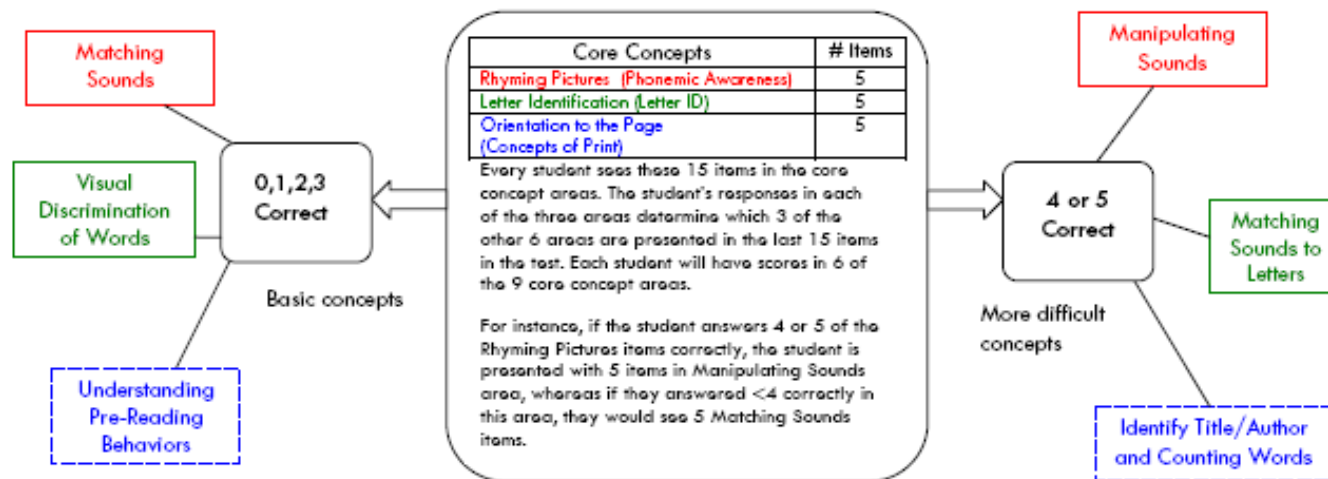 Matching
Sounds
Visual
Discrimination
of Words
Understanding
Pre-Reading
Behaviors
0,1,2,3
Correct
Basic concepts
Core Concepts # Items
Rhyming Pictures (Phonemic Awareness) 5
Letter Identification (Letter ID) 5
Orientation to the Page 5
(Concepts of Print)
Every student sees these 15 items in the core
concept areas. The student's responses in each
of the three areas determine which 3 of the
other 6 areas are presented in the last 15 items
in the test. Each student will have scores in 6 of
the 9 core concept areas.
For instance, if the student answers 4 or 5 of the
Rhyming Pictures items correctly, the student is
presented with 5 items in Manipulating Sounds
area, whereas if they answered <4 correctly in
this area, they would see 5 Matching Sounds
items.
4 or 5
Correct
More difficult
concepts
Manipulating
Sounds
Matching
Sounds to
Letters
Identify Title/Author
and Counting Words